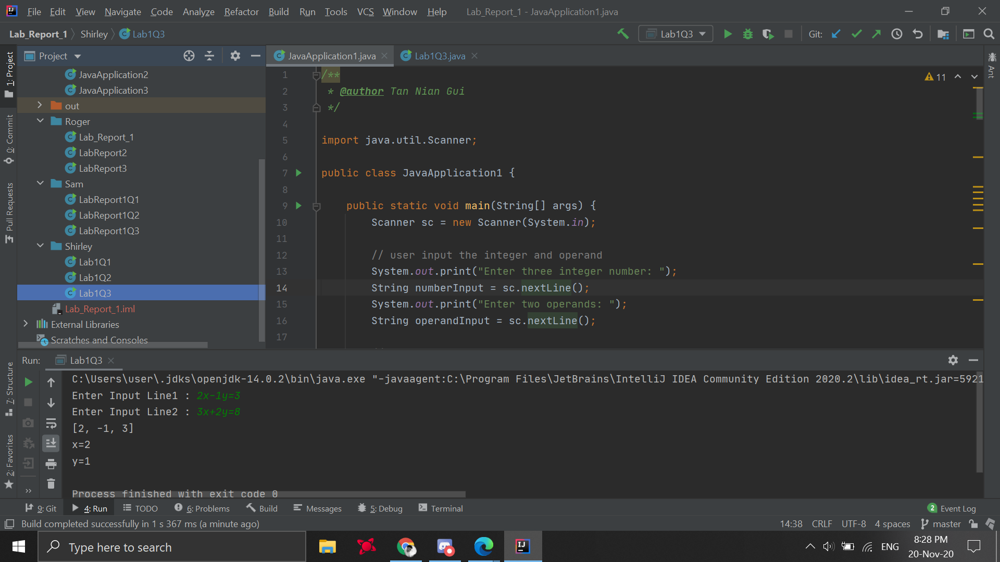 File Edit View Navigate Code Analyze Refactor Build Run Tools VCS Window Help Lab_Report_1 - JavaApplication1.java
Lab_Report_1 Shirley Lab1Q3 Lab1Q3 Git:
Project JavaApplication1.java Lab1Q3.java
1: Project
0: Commit
Pull Requests
7: Structure
2: Favorites
Ant
JavaApplication2
JavaApplication3
out
Roger
Lab_Report_1
LabReport2
LabReport3
Sam
LabReport1Q1
LabReport1Q2
LabReport1Q3
Shirley
Lab1Q1
Lab1Q2
Lab1Q3
Lab_Report_1.iml
External Libraries
Scratches and Consoles
11
1 /**
2 * @author Tan Nian Gui
3 */
4
5 import java.util.Scanner;
6
7 public class JavaApplication1 {
8
9 public static void main(String[] args) {
10 Scanner sc = new Scanner(System.in);
11
12 // user input the integer and operand
13 System.out.print("Enter three integer number: ");
14 String numberInput = sc.nextLine();
15 System.out.print("Enter two operands: ");
16 String operandInput = sc.nextLine();
17
Run: Lab1Q3
C:\Users\user\.jdks\openjdk-14.0.2\bin\java.exe "-javaagent:C:\Program Files\JetBrains\IntelliJ IDEA Community Edition 2020.2\lib\idea_rt.jar=5921
Enter Input Line1 : 2x-1y=3
Enter Input Line2 : 3x+2y=8
[2, -1, 3]
x=2
y=1
Process finished with exit code 0
9: Git 4: Run TODO 6: Problems Build Messages 5: Debug Terminal 2 Event Log
Build completed successfully in 1 s 367 ms (a minute ago) 14:38 CRLF UTF-8 4 spaces master
Type here to search ENG 8:28 PM
20-Nov-20